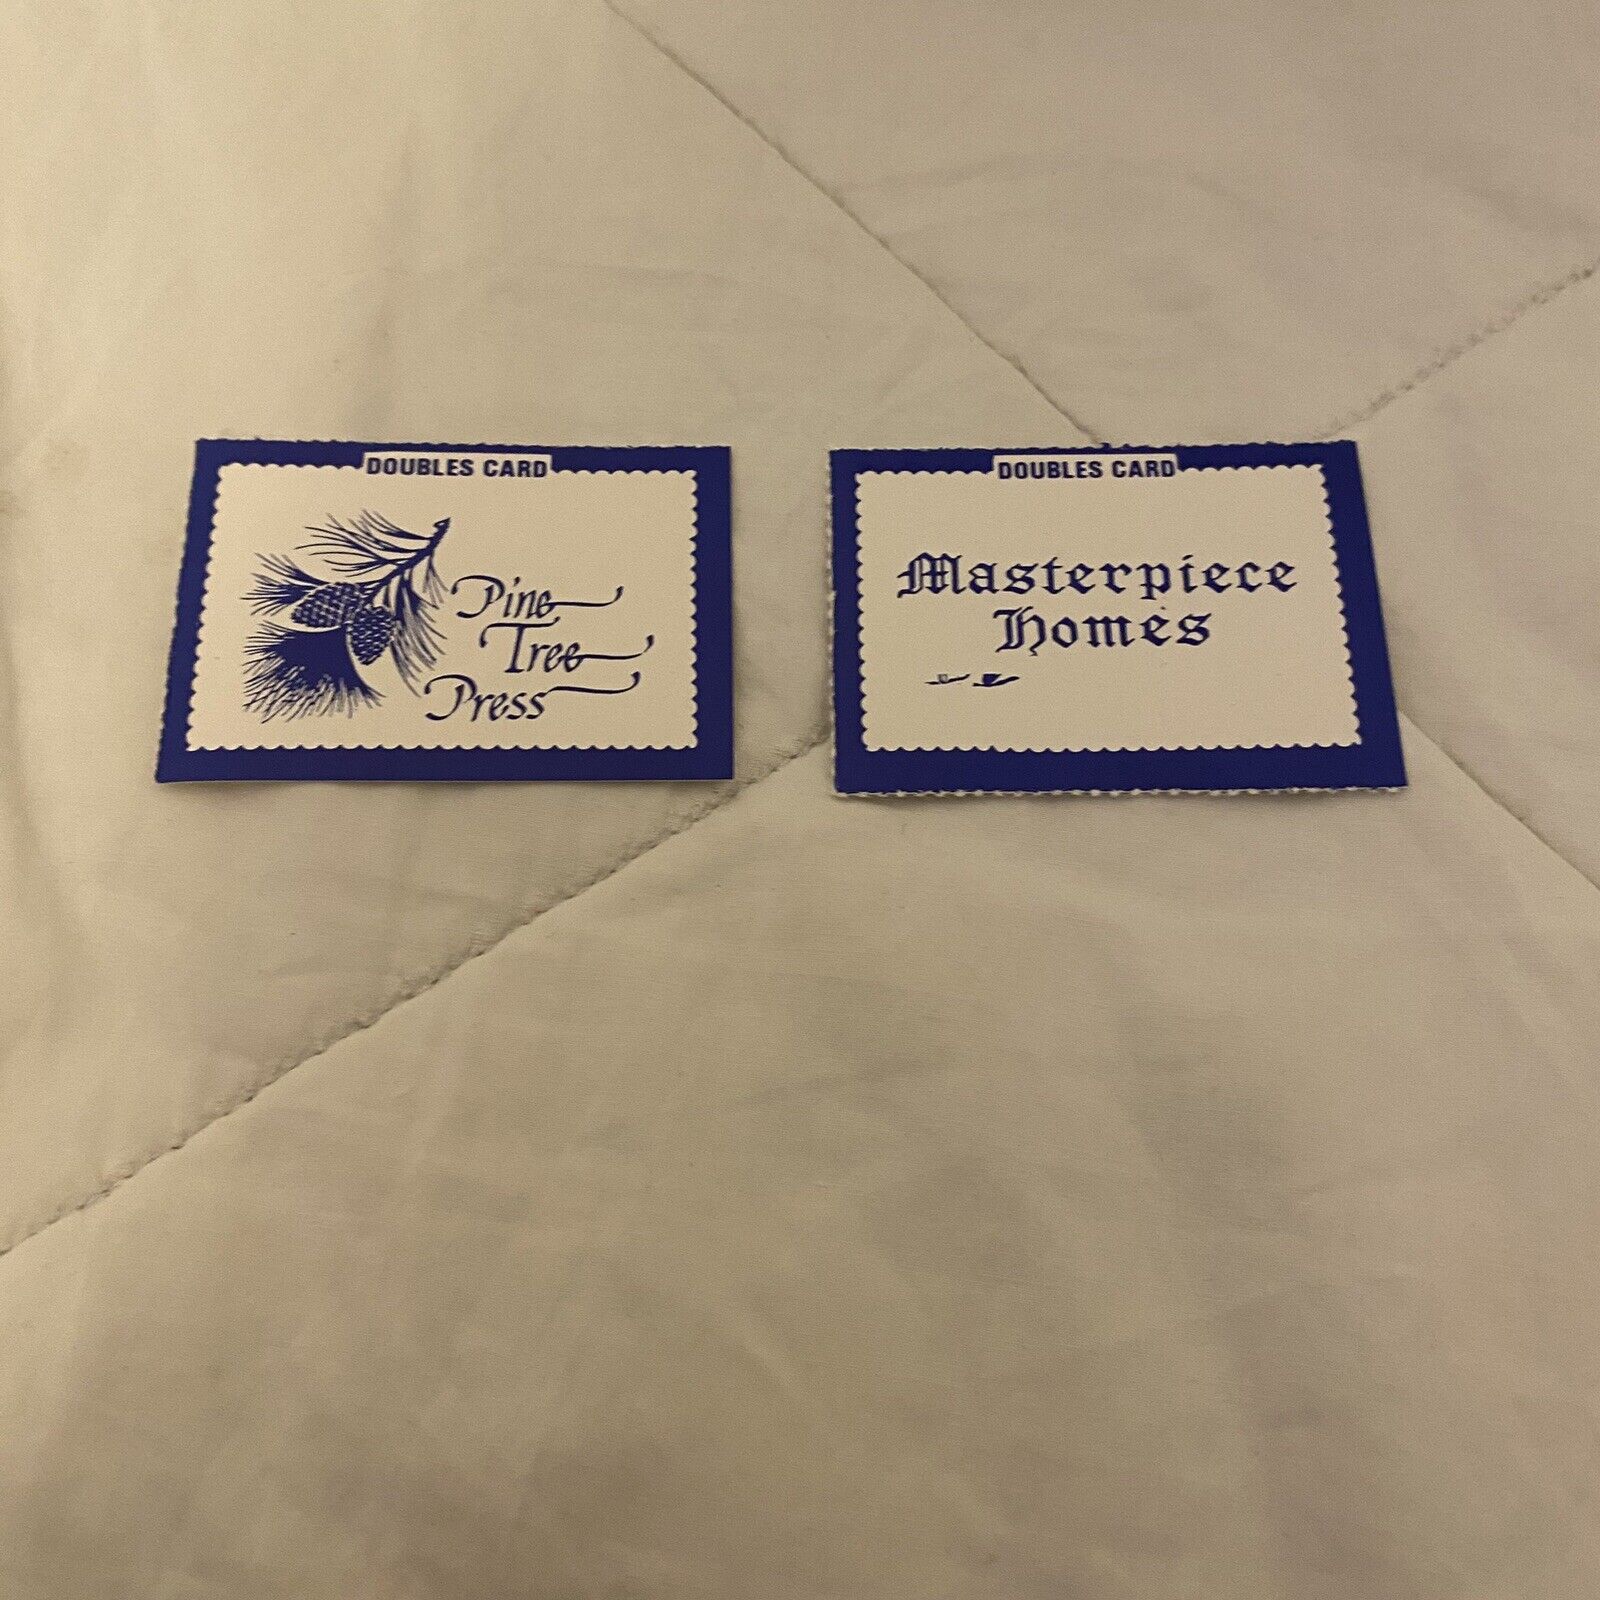 DOUBLES CARD
Pine
Tree
Press
DOUBLES CARD
Masterpiece
Homes